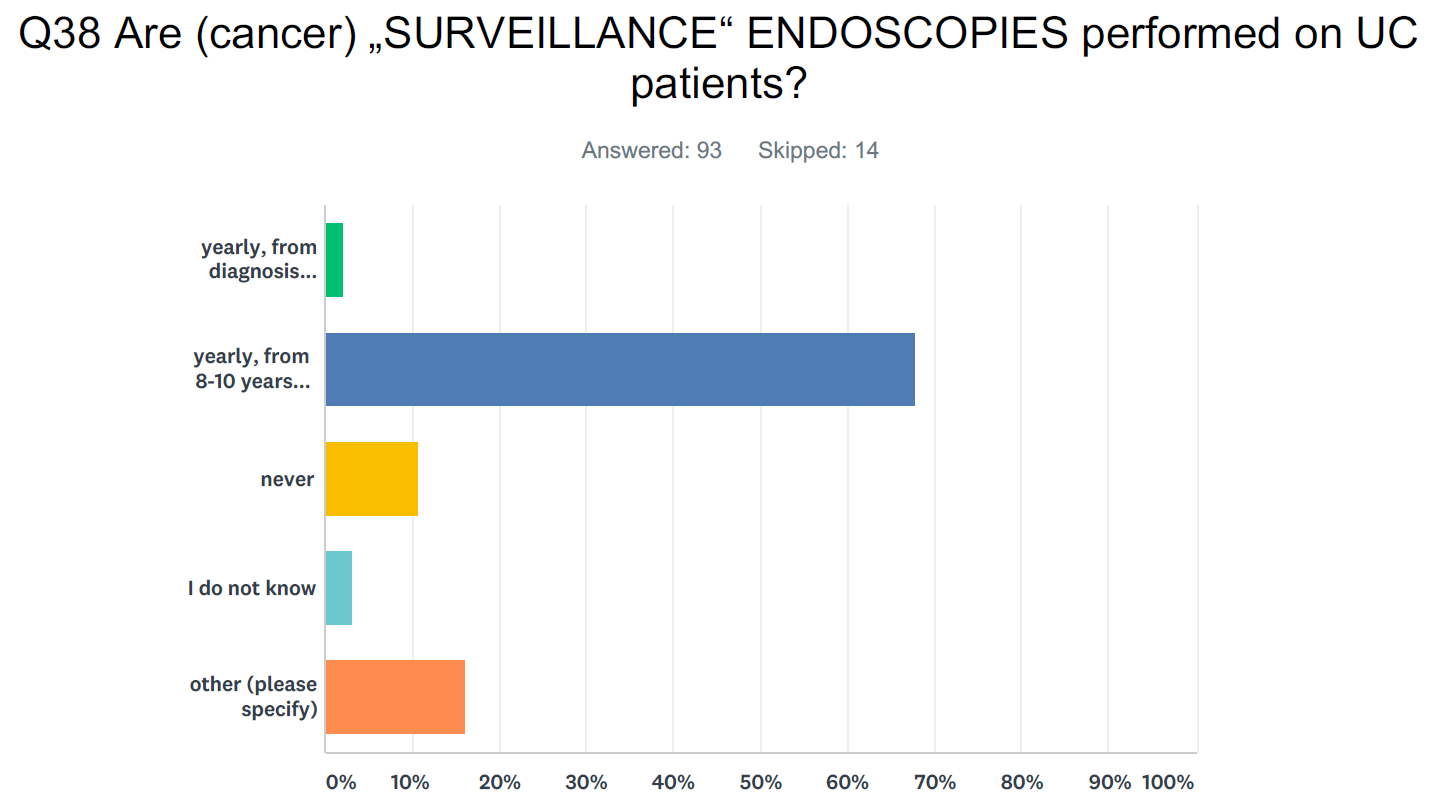 Q38 Are (cancer) „SURVEILLANCE“ ENDOSCOPIES performed on UC
patients?
Answered: 93 Skipped: 14
yearly, from
diagnosis...
yearly, from
8-10 years...
never
I do not know
other (please
specify)
0% 10% 20% 30% 40% 50% 60% 70% 80% 90% 100%